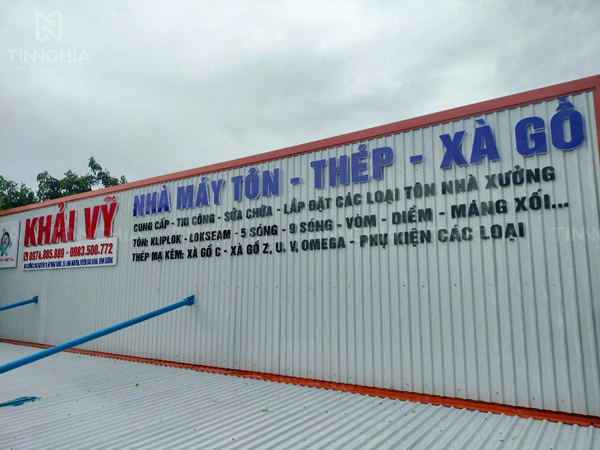 TINNGHIA
KHẢI VY
0974.885.889 - 0983.500.772
NHÀ MÁY TÔN - THÉP - XÀ GỒ
CUNG CẤP - THI CÔNG - SỬA CHỮA - LẮP ĐẶT CÁC LOẠI TÔN NHÀ XƯỞNG
TÔN: KLIPLOK - LOKSEAM - 5 SÓNG - 9 SÓNG - VÒM - DIỀM - MÁNG XỐI...
THÉP MẠ KẼM: XÀ GỒ C - XÀ GỒ Z, U, V, OMEGA - PHỤ KIỆN CÁC LOẠI